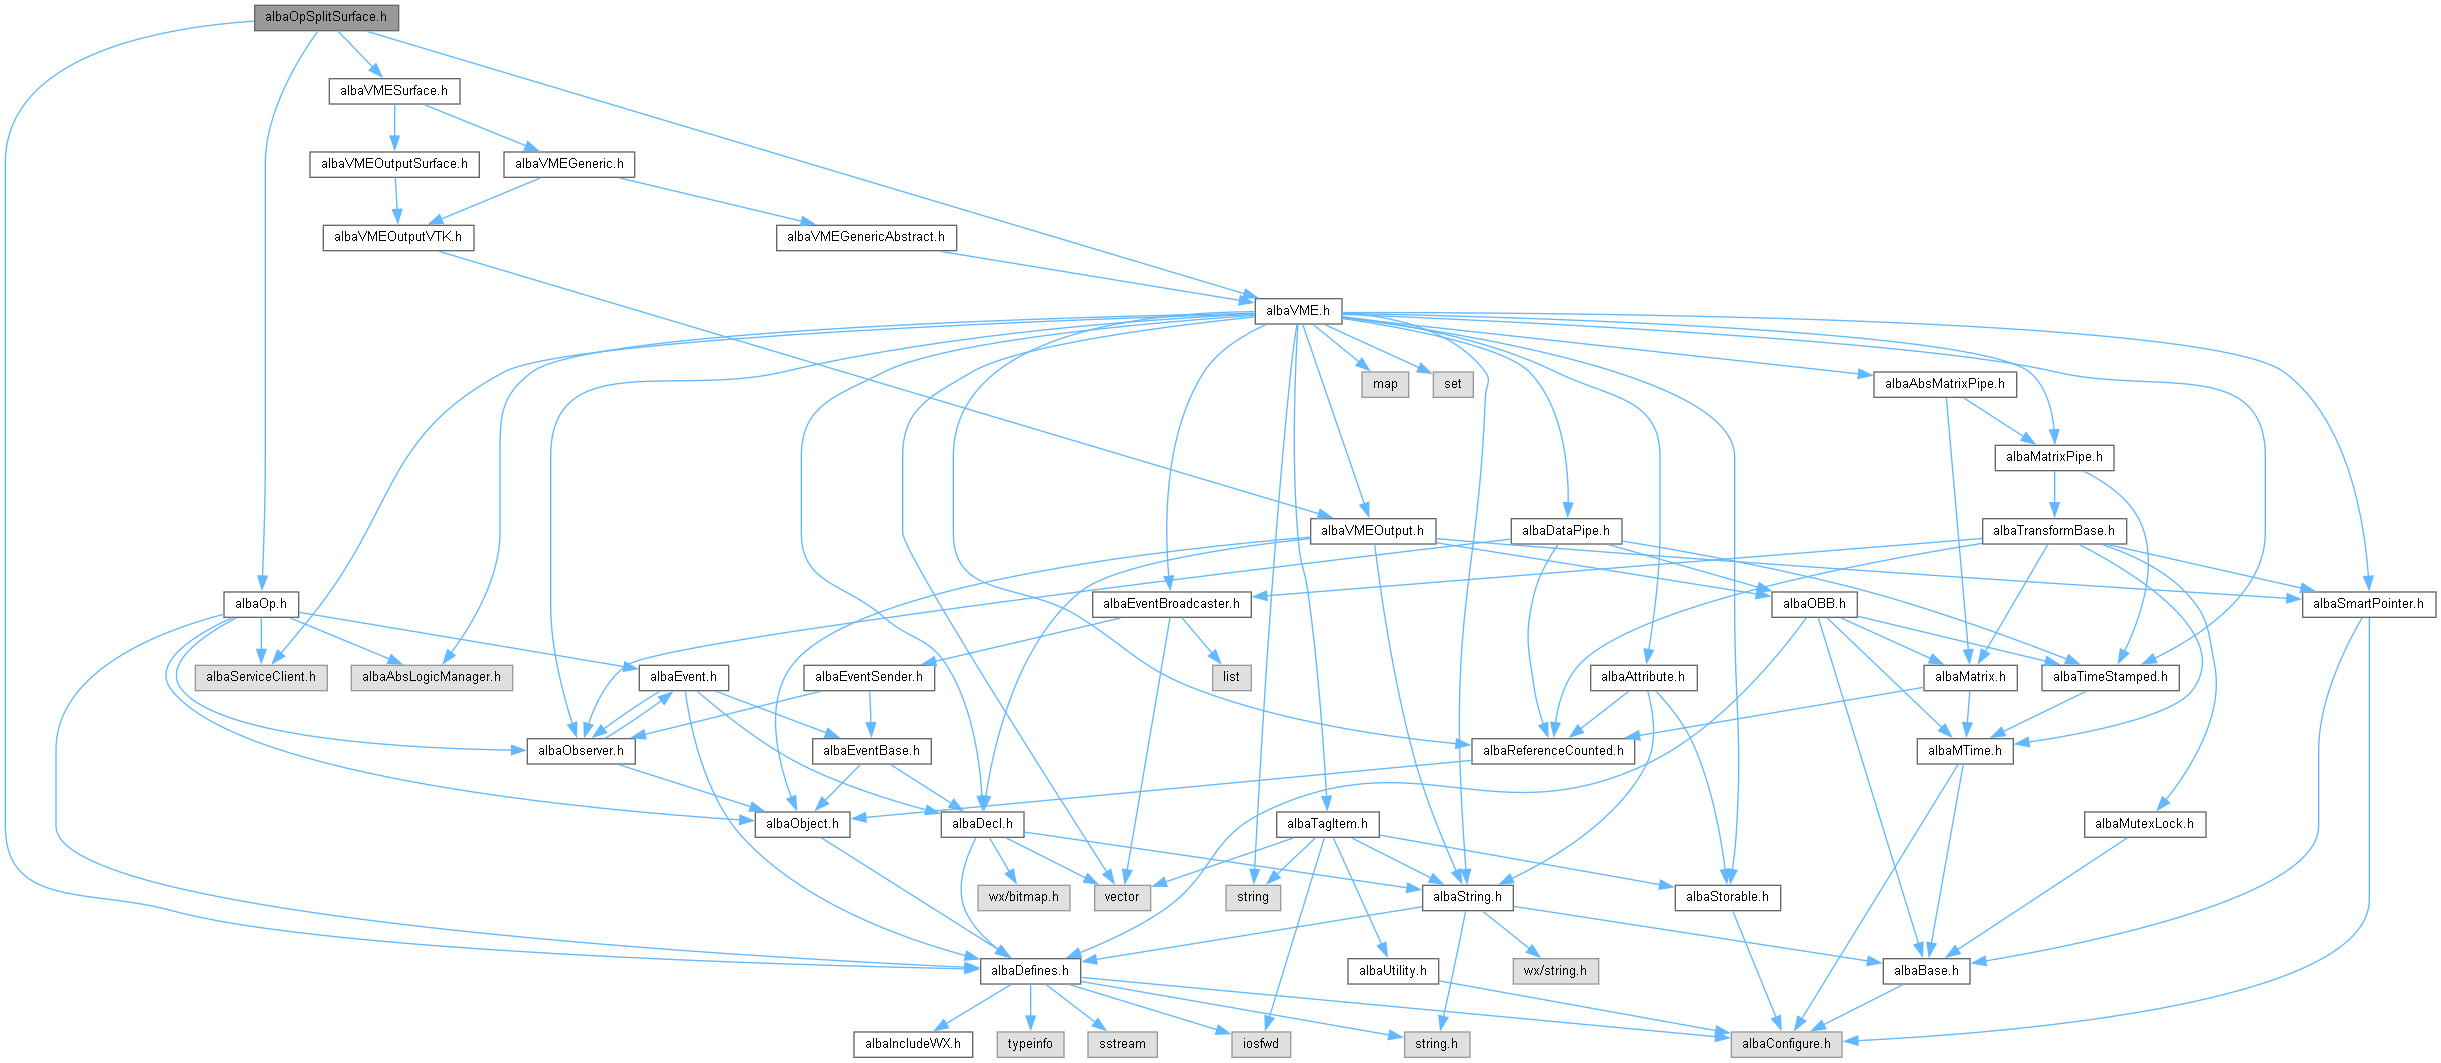 albaOpSplitSurface.h
albaVMESurface.h
albaVMEOutputSurface.h
albaVMEGeneric.h
albaVMEOutputVTK.h
albaVMEGenericAbstract.h
albaVME.h
map
set
albaAbsMatrixPipe.h
albaMatrixPipe.h
albaVMEOutput.h
albaDataPipe.h
albaTransformBase.h
albaOp.h
albaEventBroadcaster.h
albaOBB.h
albaSmartPointer.h
albaServiceClient.h
albaAbsLogicManager.h
albaEvent.h
albaEventSender.h
list
albaAttribute.h
albaMatrix.h
albaTimeStamped.h
albaObserver.h
albaEventBase.h
albaReferenceCounted.h
albaMTime.h
albaObject.h
albaDecl.h
albaTagItem.h
albaMutexLock.h
wx/bitmap.h
vector
string
albaString.h
albaStorable.h
albaDefines.h
albaUtility.h
wx/string.h
albaBase.h
albaIncludeWX.h
typeinfo
sstream
iosfwd
string.h
albaConfigure.h